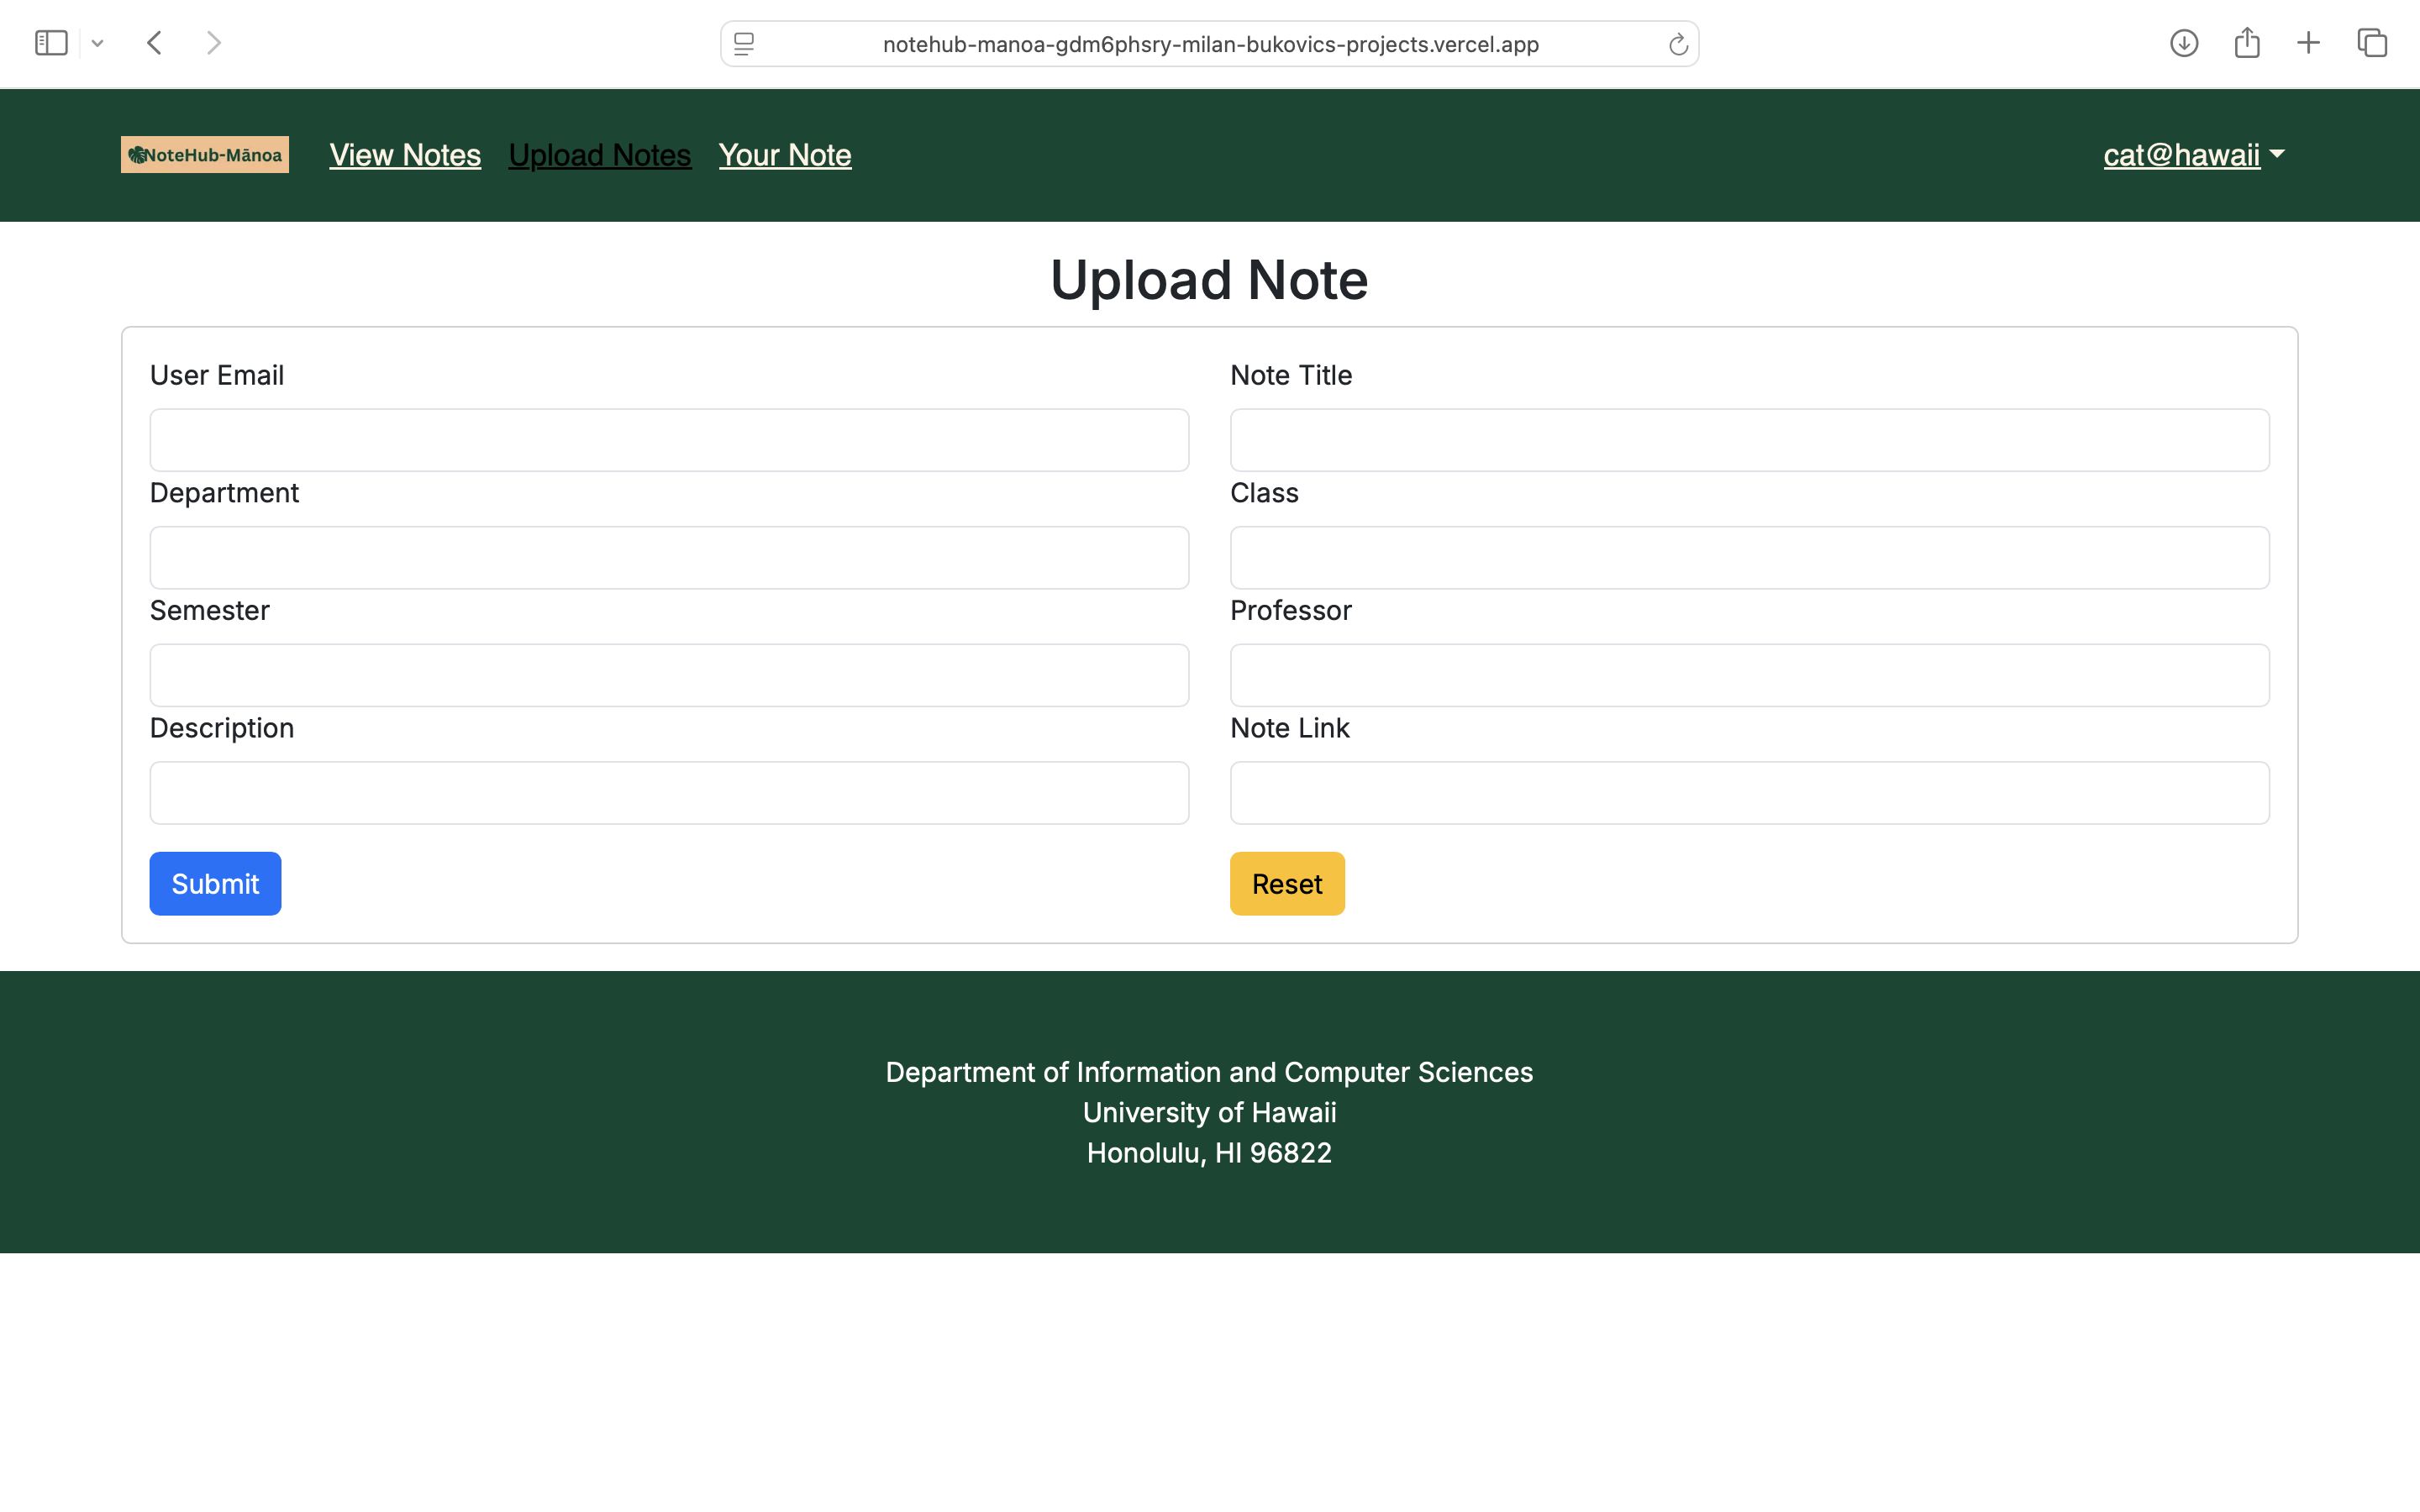 notehub-manoa-gdm6phsry-milan-bukovics-projects.vercel.app
NoteHub-Mānoa View Notes Upload Notes Your Note cat@hawaii
Upload Note
User Email Note Title
Department Class
Semester Professor
Description Note Link
Submit Reset
Department of Information and Computer Sciences
University of Hawaii
Honolulu, HI 96822